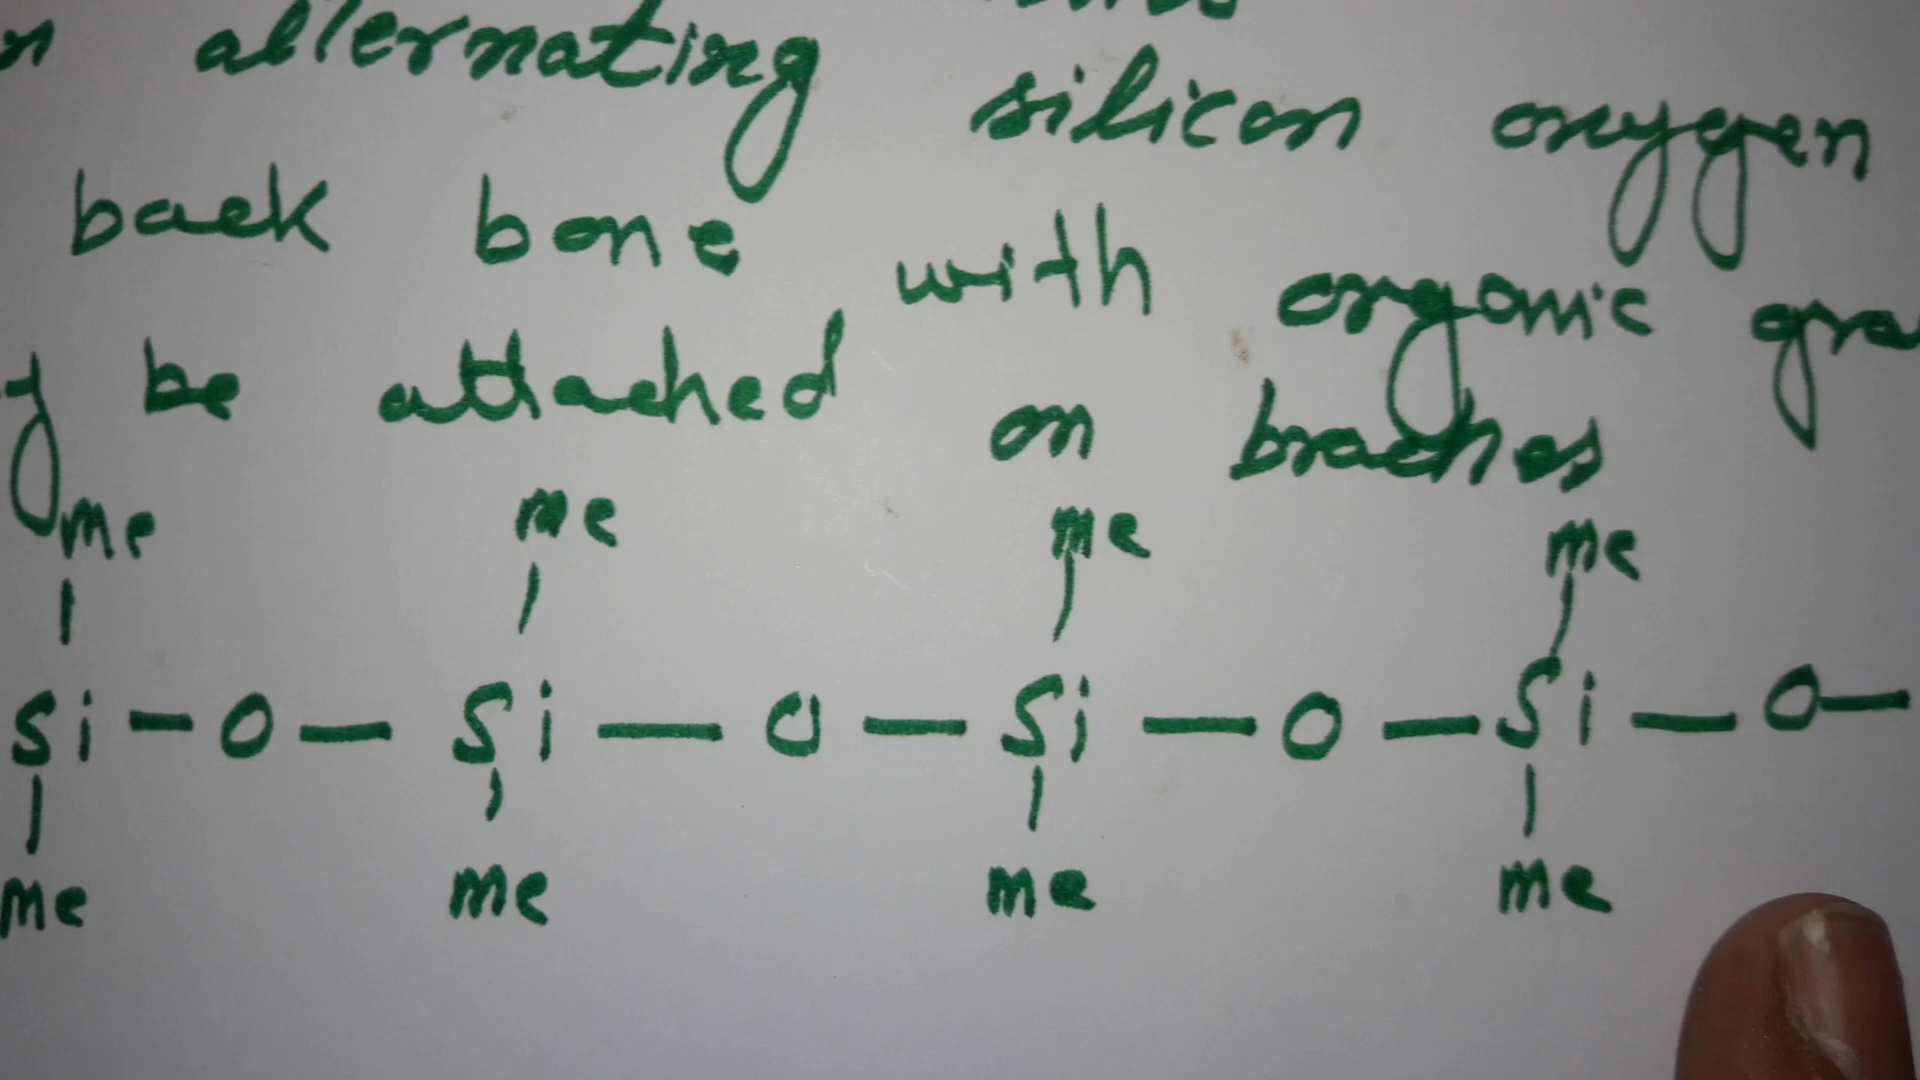 alternating silicon oxygen
back bone with organic
be attached on braches
me me me me
Si - O - Si - O - Si - O - Si - O -
me me me me